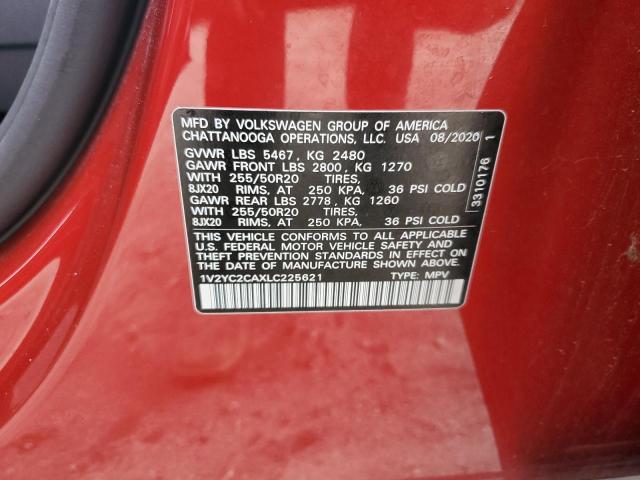 MFD BY VOLKSWAGEN GROUP OF AMERICA
CHATTANOOGA OPERATIONS, LLC. USA 08/2020
GVWR LBS 5467, KG 2480
GAWR FRONT LBS 2800, KG 1270
WITH 255/50R20 TIRES,
8JX20 RIMS, AT 250 KPA, 36 PSI COLD
GAWR REAR LBS 2778, KG 1260
WITH 255/50R20 TIRES,
8JX20 RIMS, AT 250 KPA, 36 PSI COLD
THIS VEHICLE CONFORMS TO ALL APPLICABLE
U.S. FEDERAL MOTOR VEHICLE SAFETY AND
THEFT PREVENTION STANDARDS IN EFFECT ON THE
DATE OF MANUFACTURE SHOWN ABOVE.
1V2YC2CAXLC225621 TYPE: MPV
3310176 1